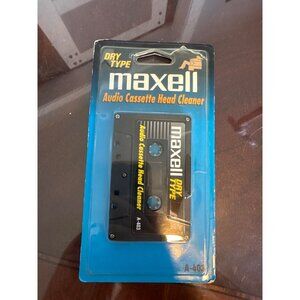 DRY
TYPE
maxell
Audio Cassette Head Cleaner
maxell
DRY
TYPE
Audio Cassette Head Cleaner
A-403
A-403